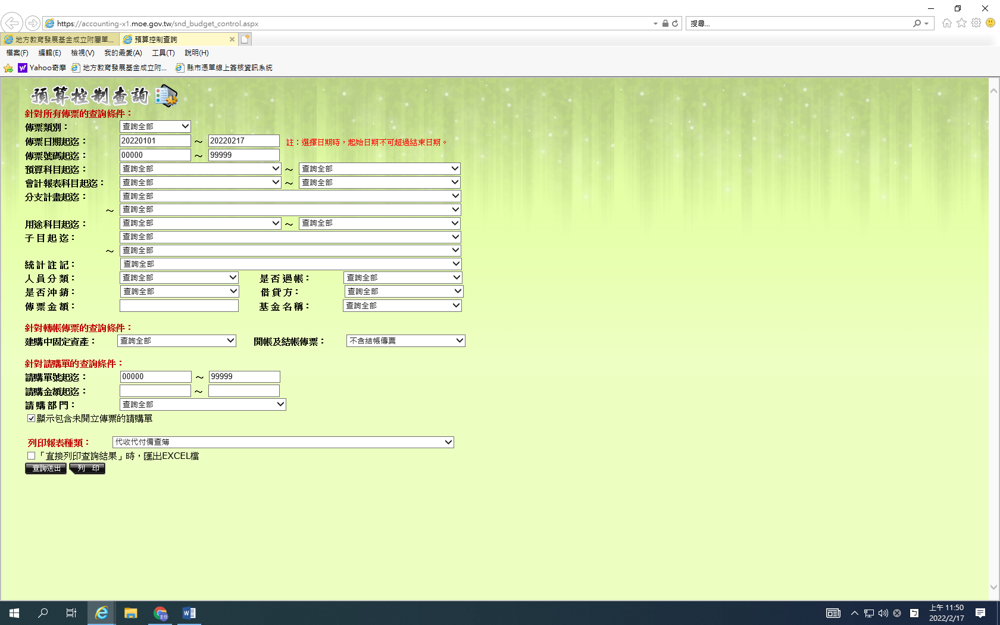 https://accounting-x1.moe.gov.tw/snd_budget_control.aspx
搜尋...
地方教育發展基金成立附屬單...
預算控制查詢
檔案(F) 編輯(E) 檢視(V) 我的最愛(A) 工具(T) 說明(H)
Yahoo奇摩 地方教育發展基金成立附... 縣市憑單線上簽核資訊系統
預算控制查詢
針對所有傳票的查詢條件：
傳票類別： 查詢全部
傳票日期起迄： 20220101 ～ 20220217 註：選擇日期時，起始日期不可超過結束日期。
傳票號碼起迄： 00000 ～ 99999
預算科目起迄： 查詢全部 ～ 查詢全部
會計報表科目起迄： 查詢全部 ～ 查詢全部
分支計畫起迄： 查詢全部
～ 查詢全部
用途科目起迄： 查詢全部 ～ 查詢全部
子 目 起 迄： 查詢全部
～ 查詢全部
統 計 註 記： 查詢全部
人 員 分 類： 查詢全部 是 否 過 帳： 查詢全部
是 否 沖 銷： 查詢全部 借 貸 方： 查詢全部
傳 票 金 額： 基 金 名 稱： 查詢全部
針對轉帳傳票的查詢條件：
建購中固定資產： 查詢全部 開帳及結帳傳票： 不含結帳傳票
針對請購單的查詢條件：
請購單號起迄： 00000 ～ 99999
請購金額起迄： ～
請 購 部 門： 查詢全部
顯示包含未開立傳票的請購單
列印報表種類： 代收代付備查簿
「直接列印查詢結果」時，匯出EXCEL檔
查詢送出 列 印
主任
上午 11:50
2022/2/17